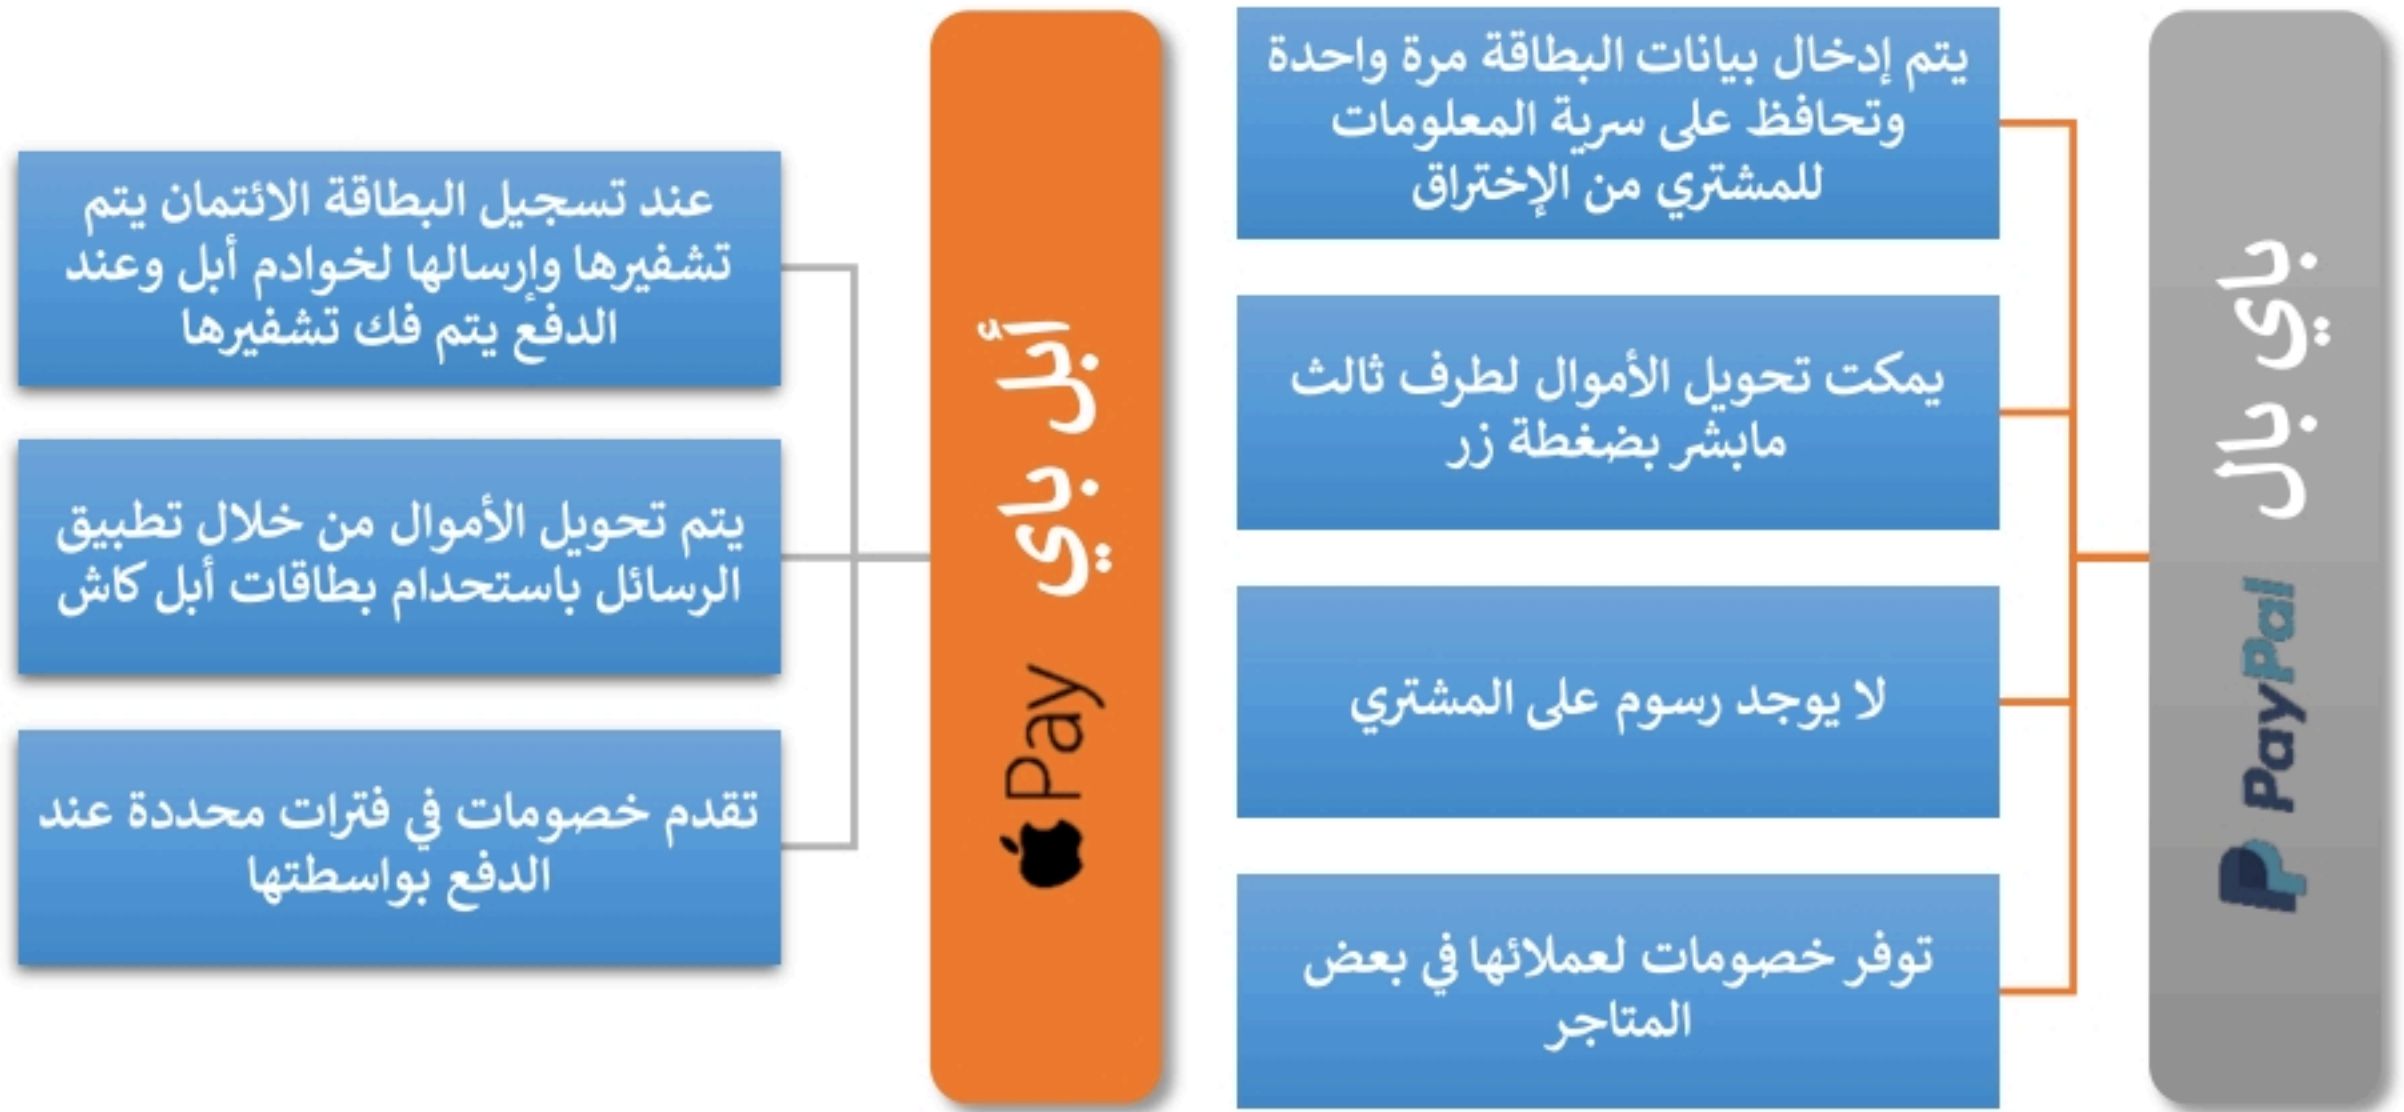 باي بال
PayPal
يتم إدخال بيانات البطاقة مرة واحدة
وتحافظ على سرية المعلومات
للمشتري من الإختراق
يمكت تحويل الأموال لطرف ثالث
مابشر بضغطة زر
لا يوجد رسوم على المشتري
توفر خصومات لعملائها في بعض
المتاجر
أبل باي
Pay
عند تسجيل البطاقة الائتمان يتم
تشفيرها وإرسالها لخوادم أبل وعند
الدفع يتم فك تشفيرها
يتم تحويل الأموال من خلال تطبيق
الرسائل باستحدام بطاقات أبل كاش
تقدم خصومات في فترات محددة عند
الدفع بواسطتها